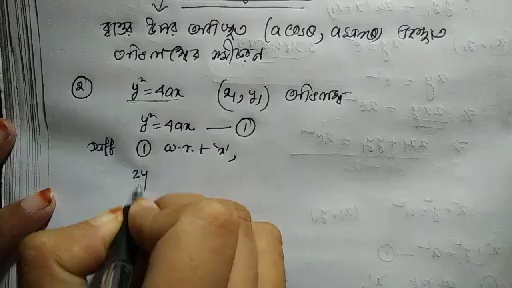 বৃত্তের উপর অবস্থিত (a cosθ, a sinθ) বিন্দুতে
অভিলম্বের সমীকরণ
② y² = 4ax (x₁, y₁) অভিলম্ব
y² = 4ax — ①
Diff ① w.r.t 'x',
2y